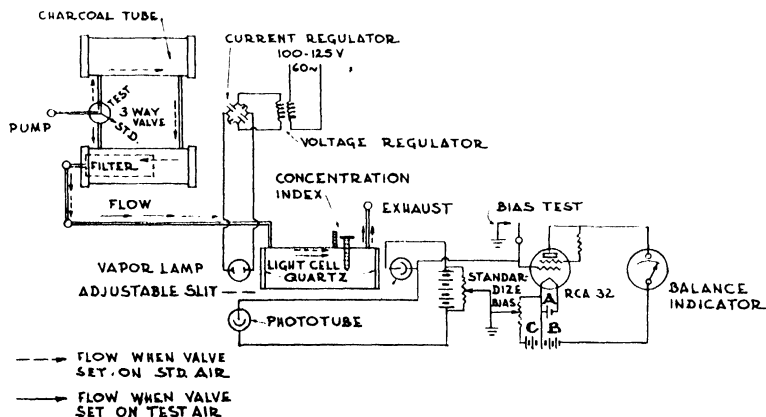 CHARCOAL TUBE
CURRENT REGULATOR
100-125 V
60~
TEST
3 WAY
VALVE
STD.
PUMP
VOLTAGE REGULATOR
FILTER
FLOW
CONCENTRATION
INDEX
EXHAUST
BIAS TEST
VAPOR LAMP
LIGHT CELL
QUARTZ
ADJUSTABLE SLIT
STANDAR-
DIZE
BIAS
RCA 32
A
C B
BALANCE
INDICATOR
PHOTOTUBE
FLOW WHEN VALVE
SET ON STD AIR
FLOW WHEN VALVE
SET ON TEST AIR